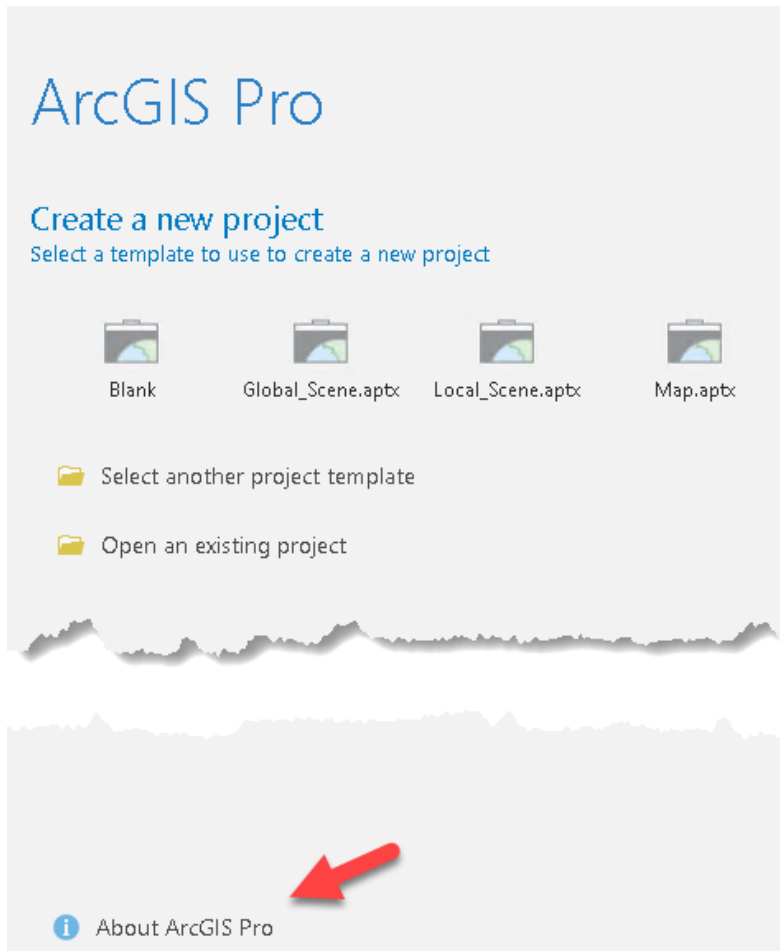 ArcGIS Pro
Create a new project
Select a template to use to create a new project
Blank
Global_Scene.aptx
Local_Scene.aptx
Map.aptx
Select another project template
Open an existing project
About ArcGIS Pro